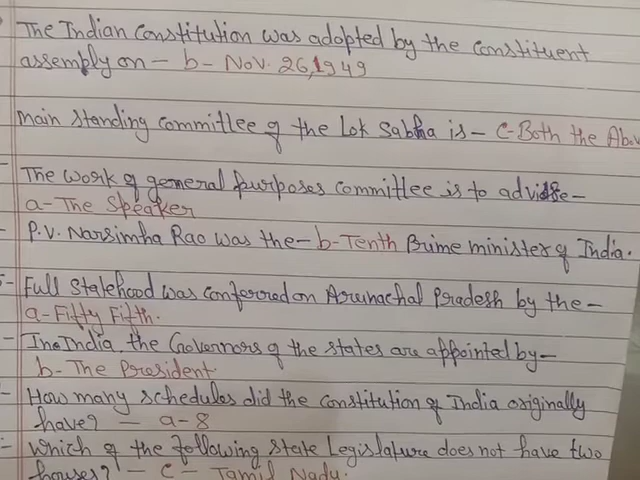 The Indian Constitution was adopted by the constituent
assembly on - b - Nov. 26, 1949
main standing committee of the Lok Sabha is - C-Both the Abov
- The work of general purposes committee is to advise -
a- The Speaker
- P.V. Narsimha Rao was the - b-Tenth Prime minister of India.
5- Full Statehood was conferred on Arunachal Pradesh by the -
a- Fifty Fifth.
- In India, the Governors of the states are appointed by -
b- The President
- How many schedules did the constitution of India originally
have? - a-8
- Which of the following State Legislature does not have two
houses? - C - Tamil Nadu.